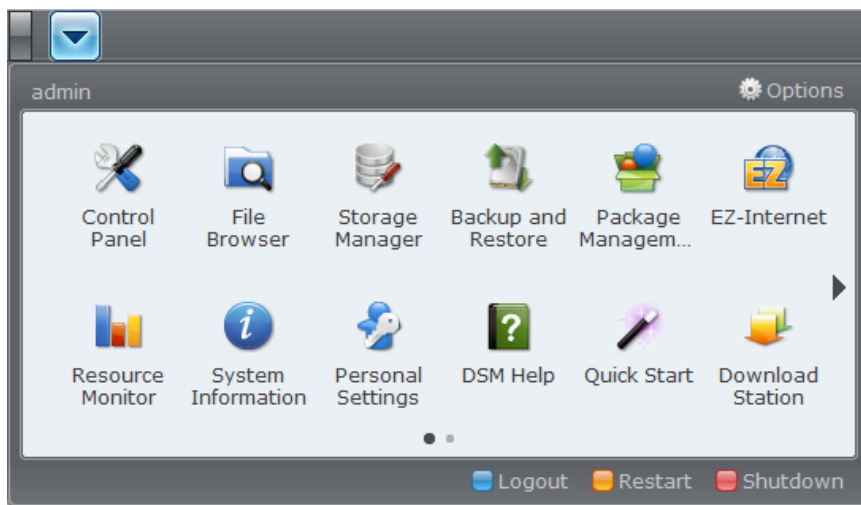 admin
Options
EZ
Control
Panel
File
Browser
Storage
Manager
Backup and
Restore
Package
Managem...
EZ-Internet
i
?
Resource
Monitor
System
Information
Personal
Settings
DSM Help
Quick Start
Download
Station
Logout
Restart
Shutdown